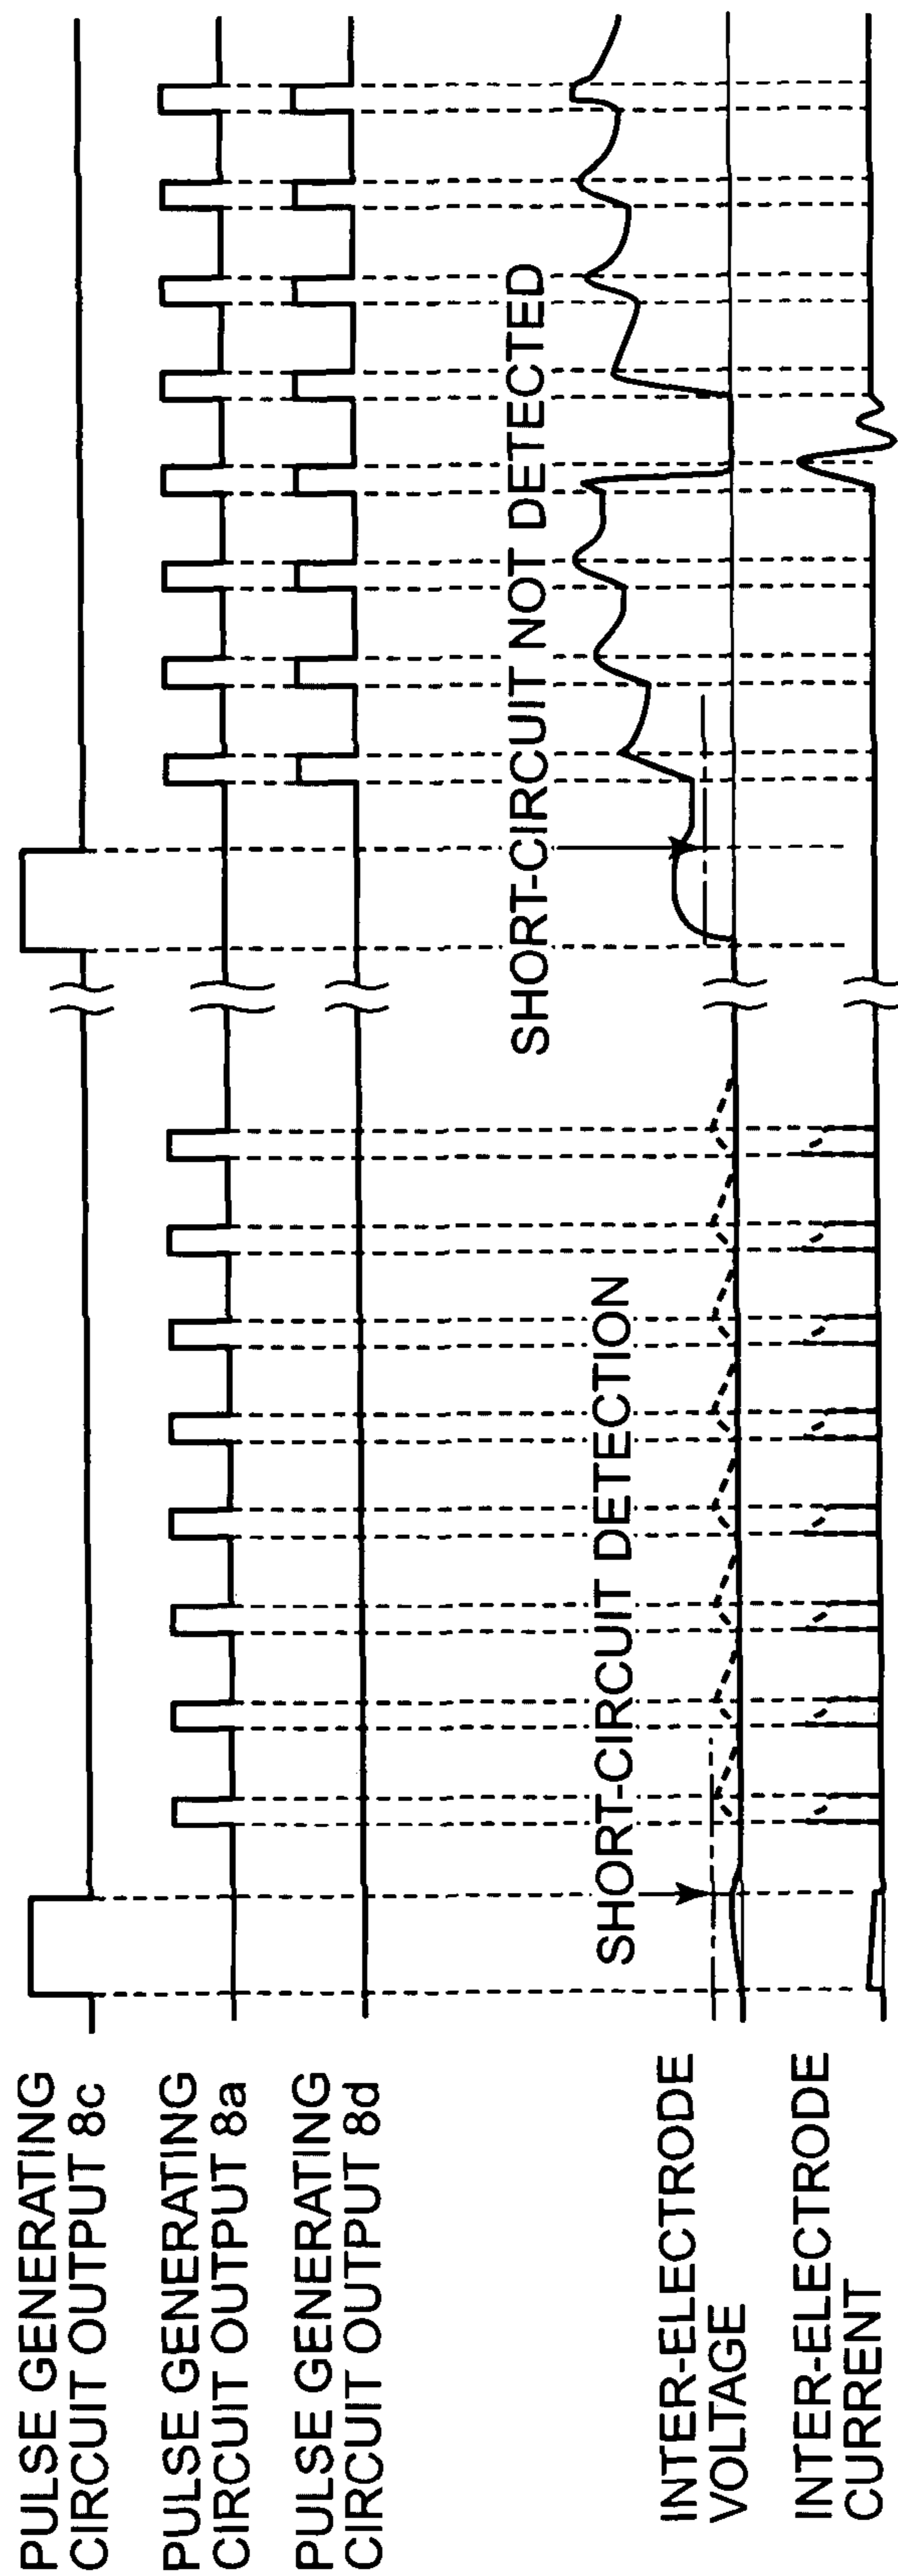 PULSE GENERATING
CIRCUIT OUTPUT 8c
PULSE GENERATING
CIRCUIT OUTPUT 8a
PULSE GENERATING
CIRCUIT OUTPUT 8d
SHORT-CIRCUIT DETECTION
SHORT-CIRCUIT NOT DETECTED
INTER-ELECTRODE
VOLTAGE
INTER-ELECTRODE
CURRENT